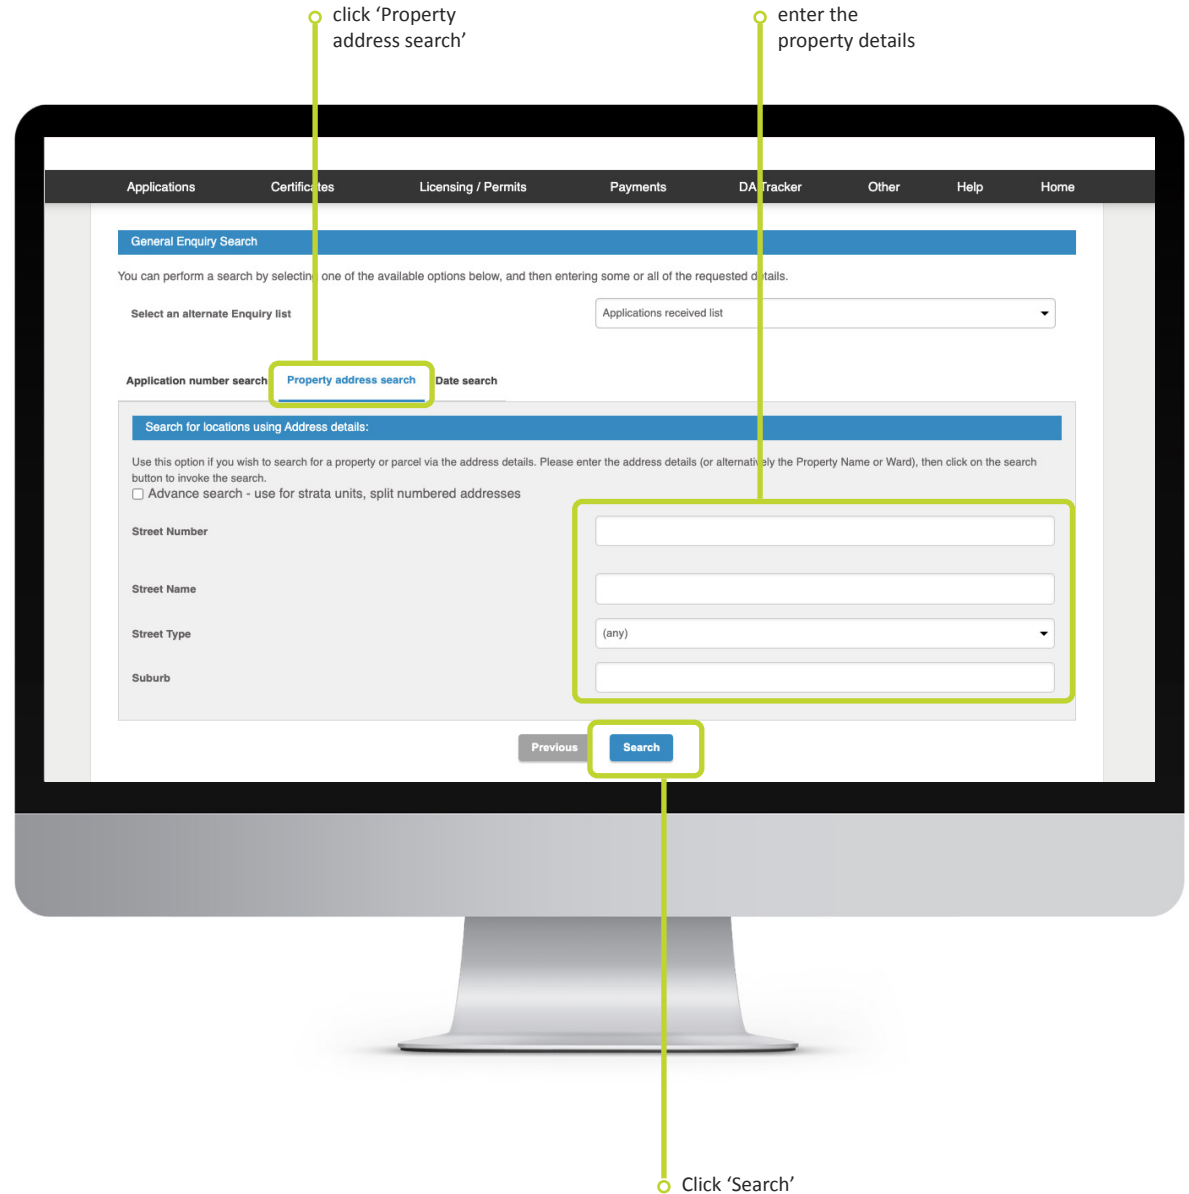 click ‘Property
address search’
enter the
property details
Applications Certificates Licensing / Permits Payments DA Tracker Other Help Home
General Enquiry Search
You can perform a search by selecting one of the available options below, and then entering some or all of the requested details.
Select an alternate Enquiry list Applications received list
Application number search Property address search Date search
Search for locations using Address details:
Use this option if you wish to search for a property or parcel via the address details. Please enter the address details (or alternatively the Property Name or Ward), then click on the search
button to invoke the search.
Advance search - use for strata units, split numbered addresses
Street Number
Street Name
Street Type (any)
Suburb
Previous Search
Click ‘Search’